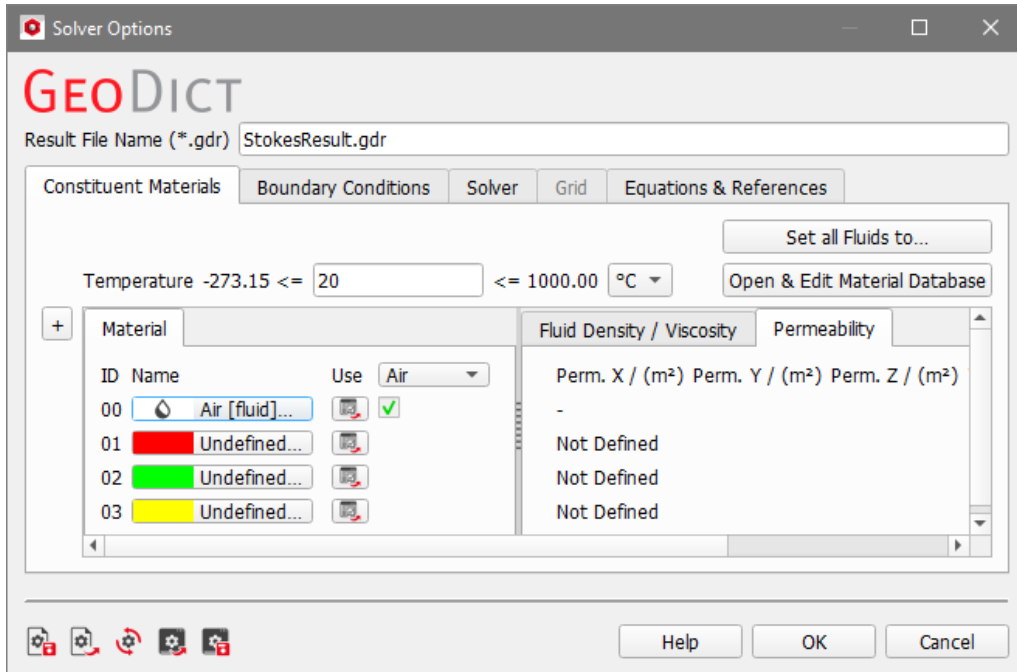 Solver Options
GEODICT
Result File Name (*.gdr) StokesResult.gdr
Constituent Materials Boundary Conditions Solver Grid Equations & References
Set all Fluids to...
Temperature -273.15 <= 20 <= 1000.00 °C Open & Edit Material Database
+ Material Fluid Density / Viscosity Permeability
ID Name Use Air Perm. X / (m²) Perm. Y / (m²) Perm. Z / (m²)
00 Air [fluid]... -
01 Undefined... Not Defined
02 Undefined... Not Defined
03 Undefined... Not Defined
Help OK Cancel